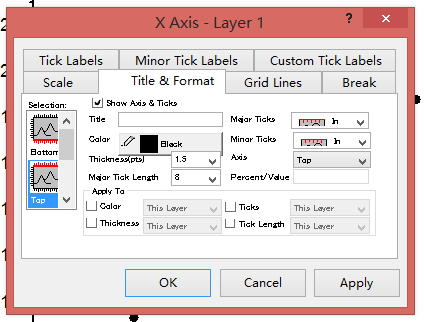 X Axis - Layer 1
?
Tick Labels Minor Tick Labels Custom Tick Labels
Scale Title & Format Grid Lines Break
Selection:
Bottom
Top
Show Axis & Ticks
Title
Color Black
Thickness(pts) 1.5
Major Tick Length 8
Major Ticks In
Minor Ticks In
Axis Top
Percent/Value
Apply To
Color This Layer
Thickness This Layer
Ticks This Layer
Tick Length This Layer
OK Cancel Apply